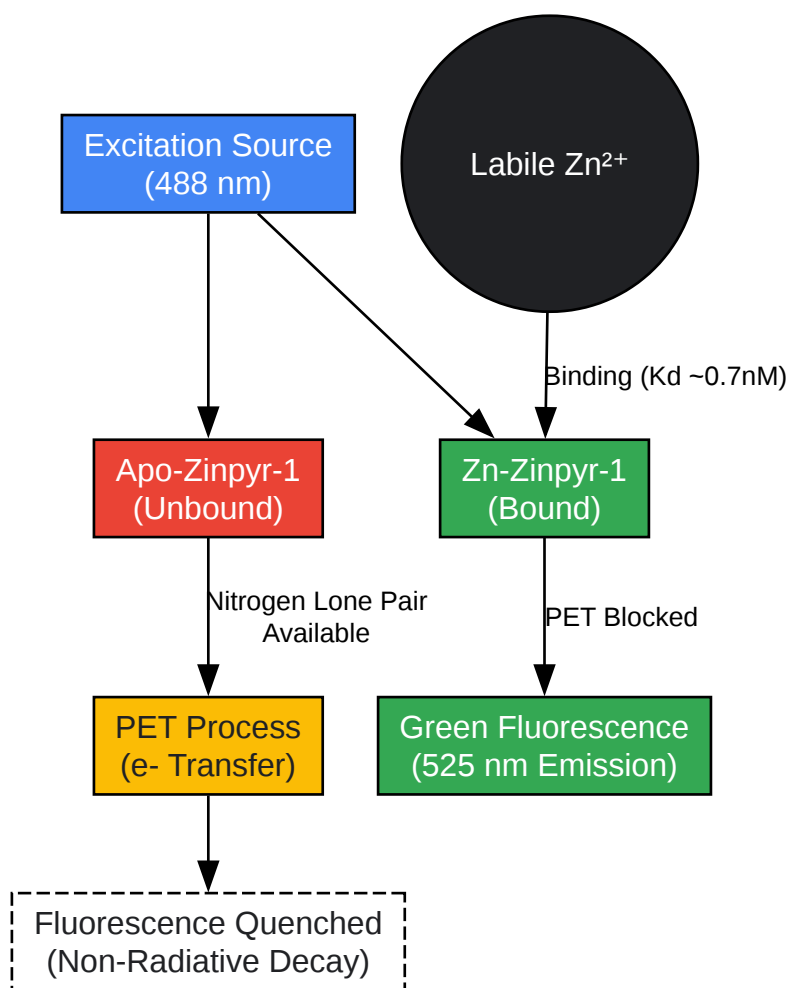 Excitation Source
(488 nm)
Labile Zn²⁺
Binding (Kd ~0.7nM)
Apo-Zinpyr-1
(Unbound)
Zn-Zinpyr-1
(Bound)
Nitrogen Lone Pair
Available
PET Blocked
PET Process
(e- Transfer)
Green Fluorescence
(525 nm Emission)
Fluorescence Quenched
(Non-Radiative Decay)